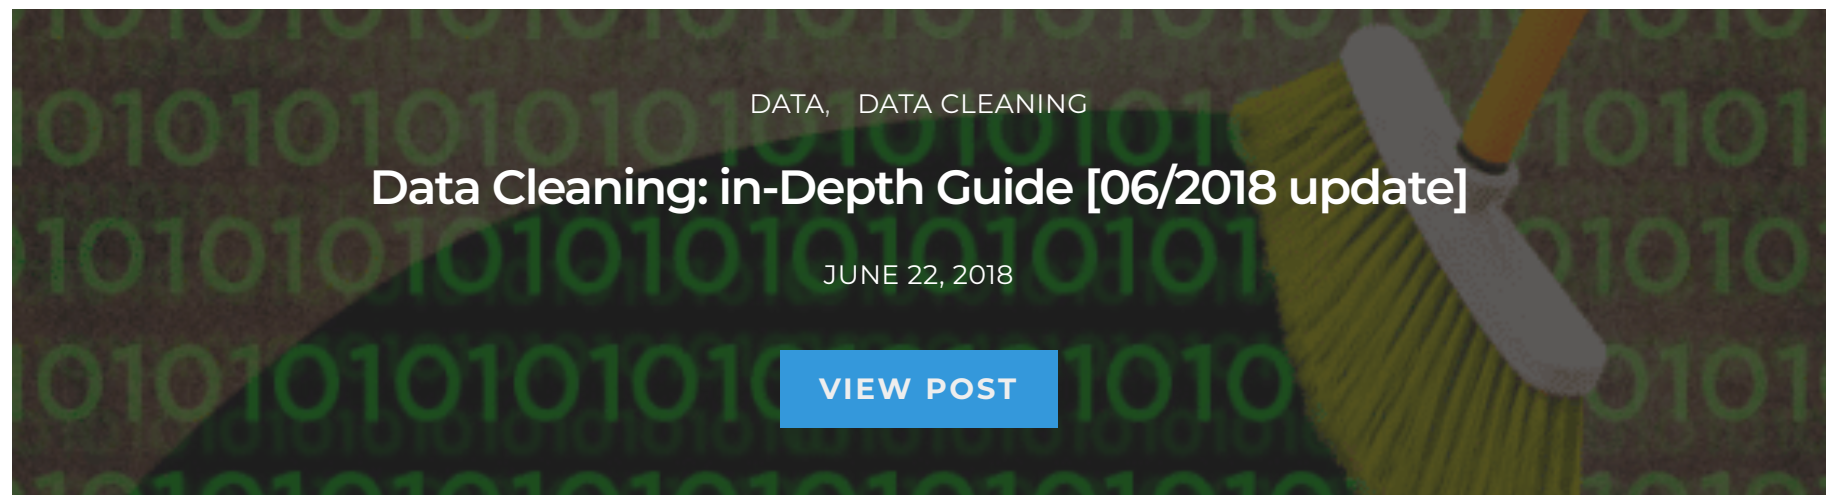 DATA, DATA CLEANING
Data Cleaning: in-Depth Guide [06/2018 update]
JUNE 22, 2018
VIEW POST